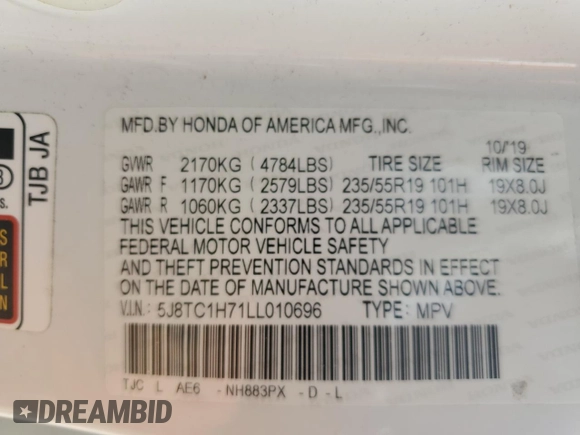 MFD.BY HONDA OF AMERICA MFG.,INC.
10/'19
GVWR 2170KG ( 4784LBS) TIRE SIZE RIM SIZE
GAWR F 1170KG ( 2579LBS) 235/55R19 101H 19X8.0J
GAWR R 1060KG ( 2337LBS) 235/55R19 101H 19X8.0J
THIS VEHICLE CONFORMS TO ALL APPLICABLE
FEDERAL MOTOR VEHICLE SAFETY
AND THEFT PREVENTION STANDARDS IN EFFECT
ON THE DATE OF MANUFACTURE SHOWN ABOVE.
V.I.N.: 5J8TC1H71LL010696 TYPE: MPV
TJC L AE6 -NH883PX -D-L
TJB JA
DREAMBID